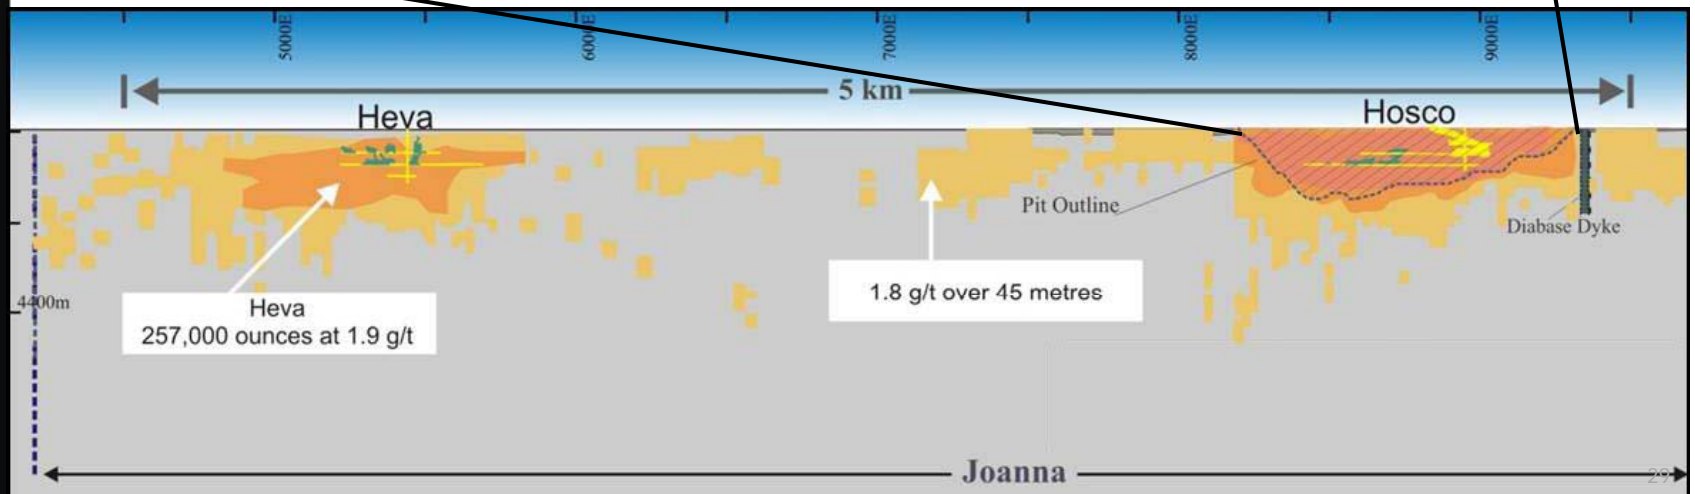 5000E
6000E
7000E
8000E
9000E
5 km
Heva
Hosco
Pit Outline
Diabase Dyke
4400m
Heva
257,000 ounces at 1.9 g/t
1.8 g/t over 45 metres
Joanna
29